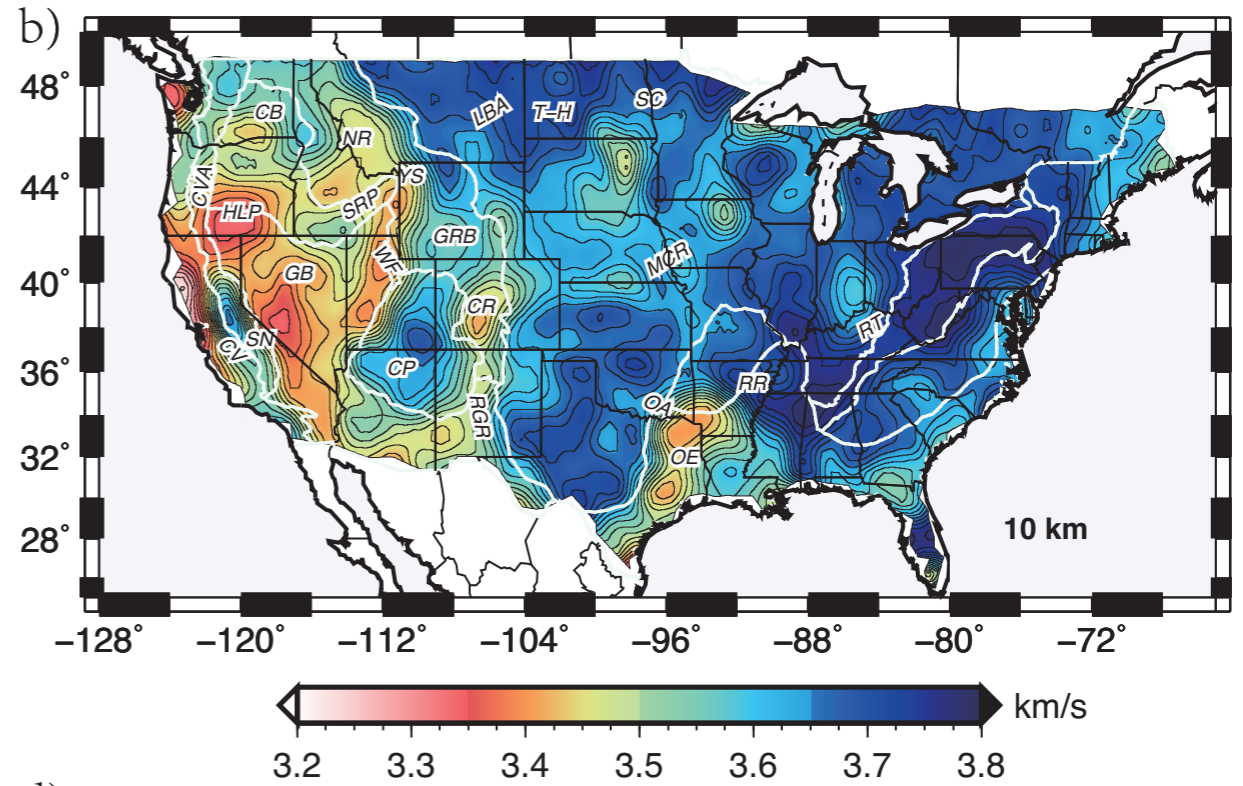 b)
48°
44°
40°
36°
32°
28°
CB
NR
LBA
T–H
SC
CVA
YS
HLP
SRP
GRB
WF
MCR
GB
CR
RT
SN
CV
CP
RR
OA
RGR
OE
10 km
−128° −120° −112° −104° −96° −88° −80° −72°
km/s
3.2 3.3 3.4 3.5 3.6 3.7 3.8